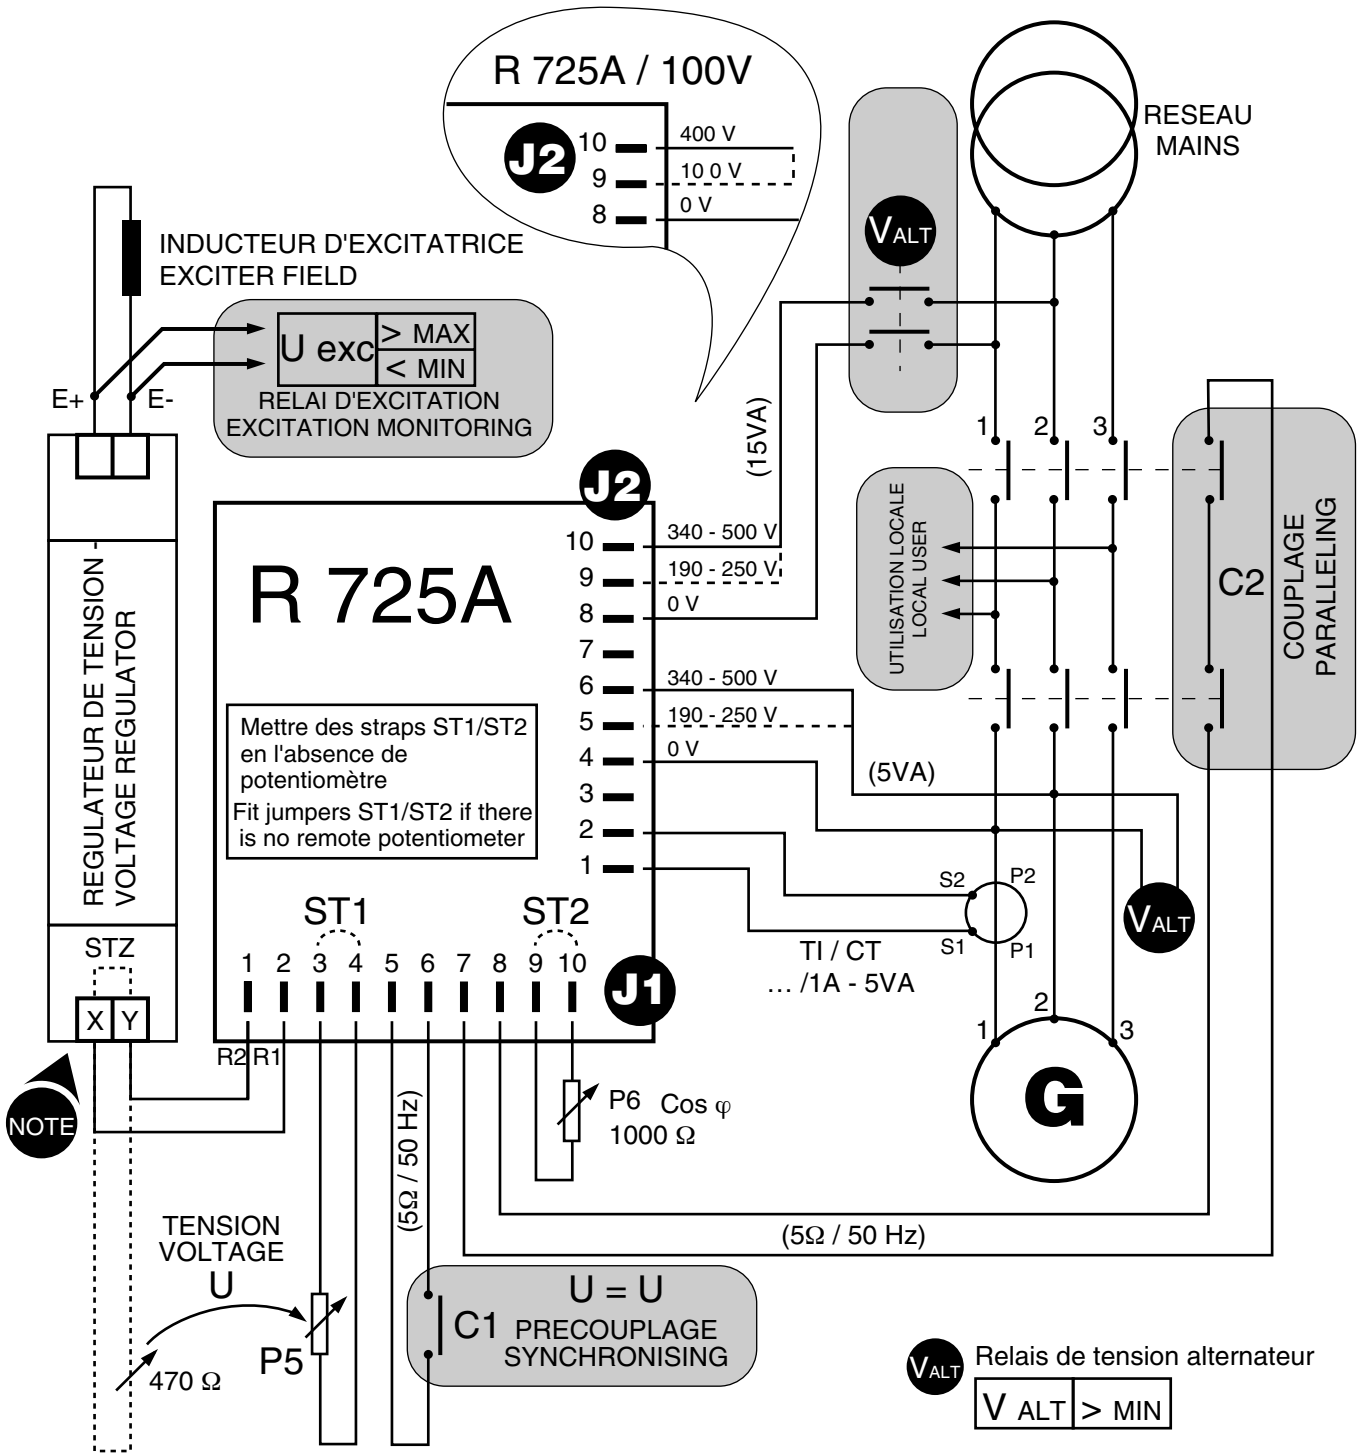 R 725A / 100V
J2
10 400 V
9 10 0 V
8 0 V
RESEAU
MAINS
VALT
INDUCTEUR D'EXCITATRICE
EXCITER FIELD
U exc > MAX
< MIN
RELAI D'EXCITATION
EXCITATION MONITORING
E+ E-
(15VA)
1 2 3
J2
R 725A
10 340 - 500 V
9 190 - 250 V
8 0 V
7
6 340 - 500 V
5 190 - 250 V
4 0 V
3
2
1
UTILISATION LOCALE
LOCAL USER
C2
COUPLAGE
PARALLELING
REGULATEUR DE TENSION
VOLTAGE REGULATOR
Mettre des straps ST1/ST2
en l'absence de
potentiomètre
Fit jumpers ST1/ST2 if there
is no remote potentiometer
(5VA)
S2 P2
S1 P1
VALT
TI / CT
... /1A - 5VA
ST1 ST2
1 2 3 4 5 6 7 8 9 10
J1
STZ
X Y
R2 R1
NOTE
1 2 3
G
P6 Cos φ
1000 Ω
(5Ω / 50 Hz)
(5Ω / 50 Hz)
TENSION
VOLTAGE
U
P5
470 Ω
U = U
C1 PRECOUPLAGE
SYNCHRONISING
VALT Relais de tension alternateur
V ALT > MIN